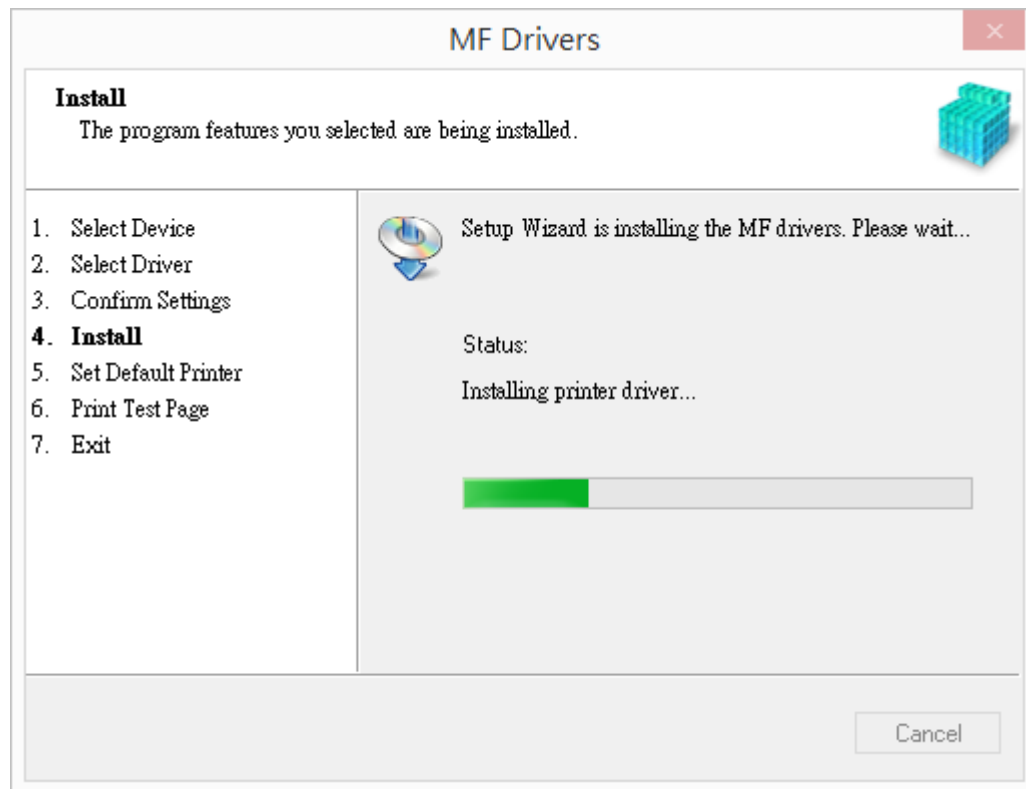 MF Drivers
Install
The program features you selected are being installed.
1. Select Device
2. Select Driver
3. Confirm Settings
4. Install
5. Set Default Printer
6. Print Test Page
7. Exit
Setup Wizard is installing the MF drivers. Please wait...
Status:
Installing printer driver...
Cancel